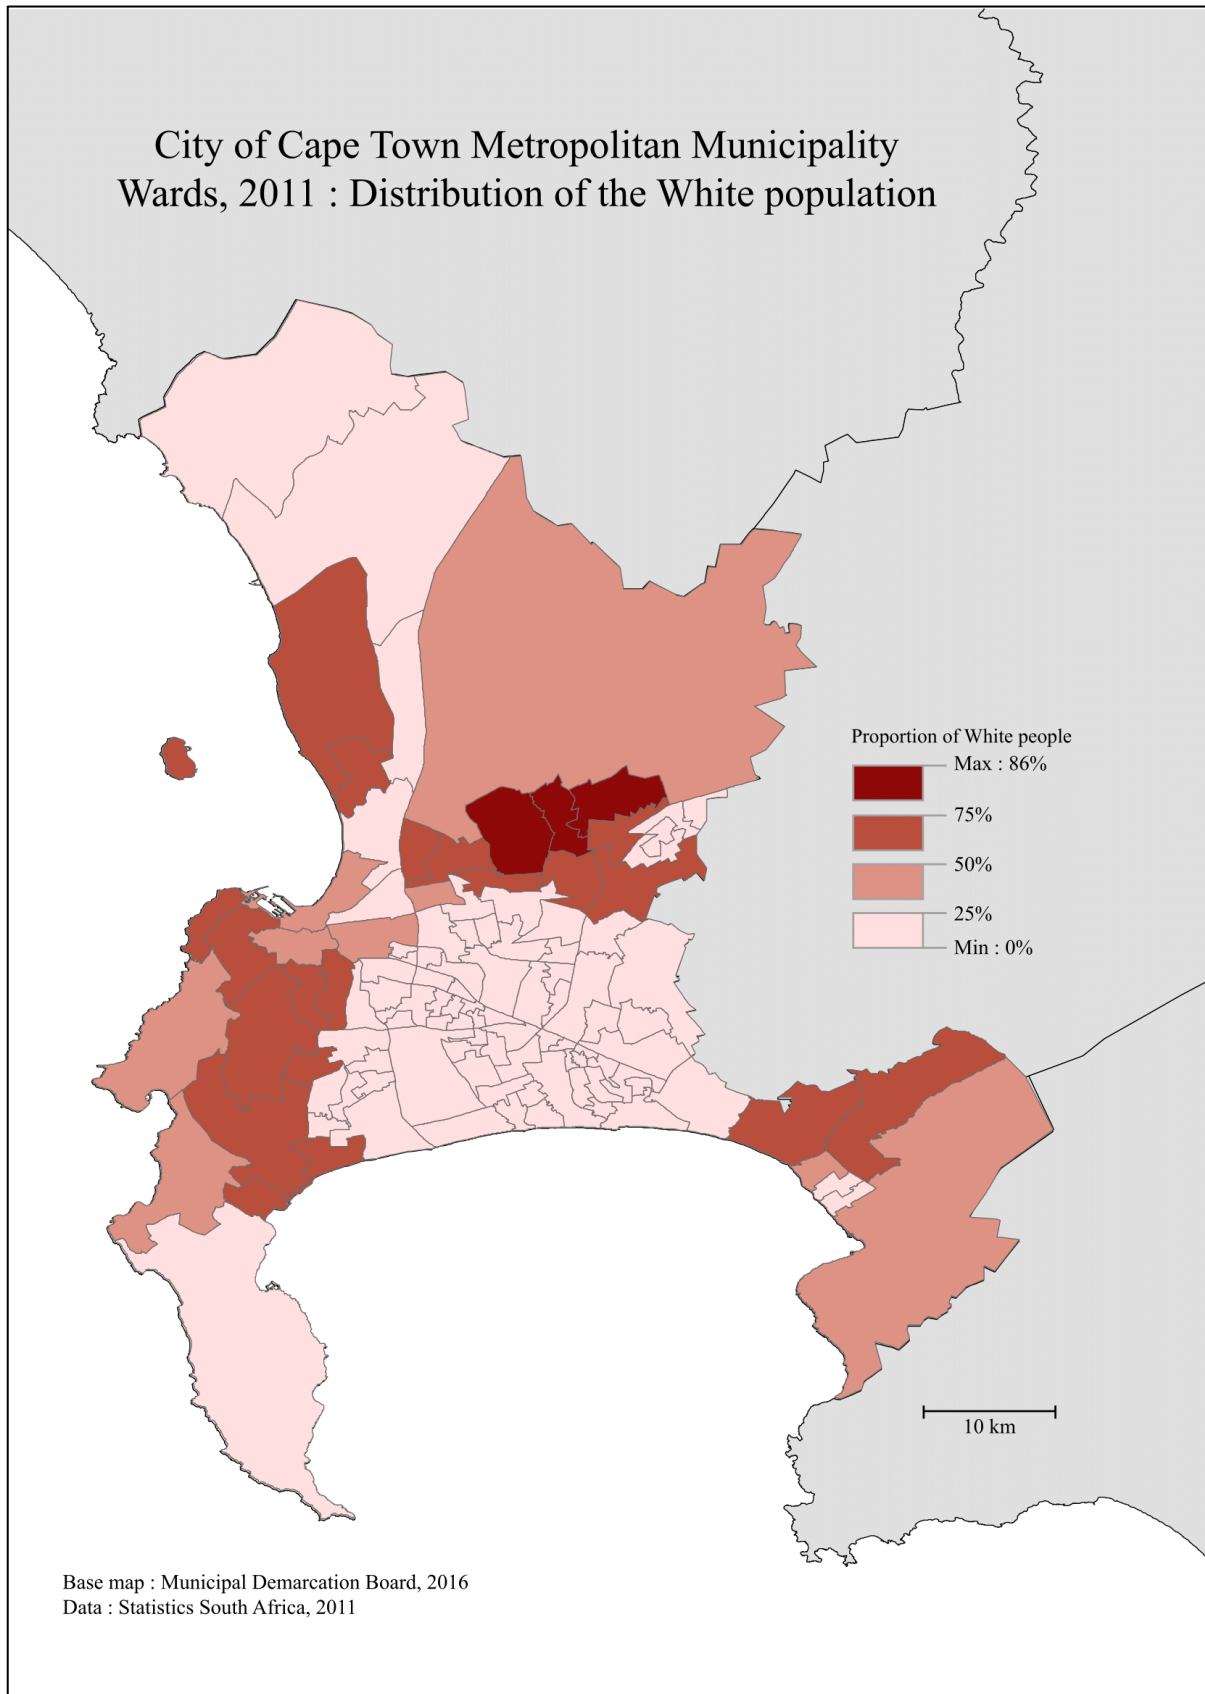 City of Cape Town Metropolitan Municipality
Wards, 2011 : Distribution of the White population
Proportion of White people
Max : 86%
75%
50%
25%
Min : 0%
10 km
Base map : Municipal Demarcation Board, 2016
Data : Statistics South Africa, 2011